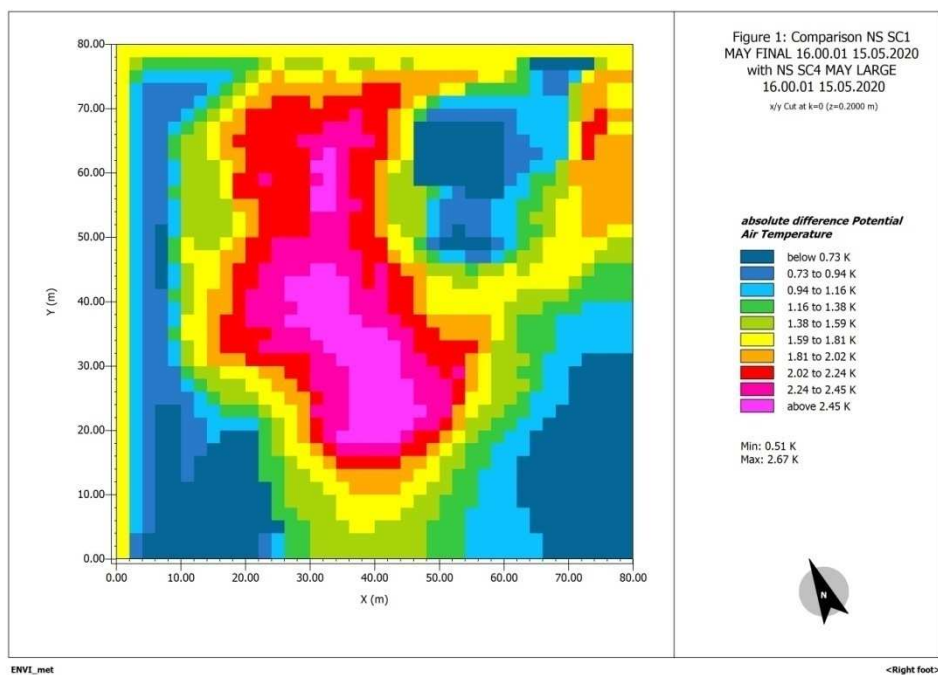 Figure 1: Comparison NS SC1
MAY FINAL 16.00.01 15.05.2020
with NS SC4 MAY LARGE
16.00.01 15.05.2020
x/y Cut at k=0 (z=0.2000 m)
80.00
70.00
60.00
50.00
40.00
30.00
20.00
10.00
0.00
Y (m)
0.00 10.00 20.00 30.00 40.00 50.00 60.00 70.00 80.00
X (m)
absolute difference Potential
Air Temperature
below 0.73 K
0.73 to 0.94 K
0.94 to 1.16 K
1.16 to 1.38 K
1.38 to 1.59 K
1.59 to 1.81 K
1.81 to 2.02 K
2.02 to 2.24 K
2.24 to 2.45 K
above 2.45 K
Min: 0.51 K
Max: 2.67 K
N
ENVI_met
<Right foot>